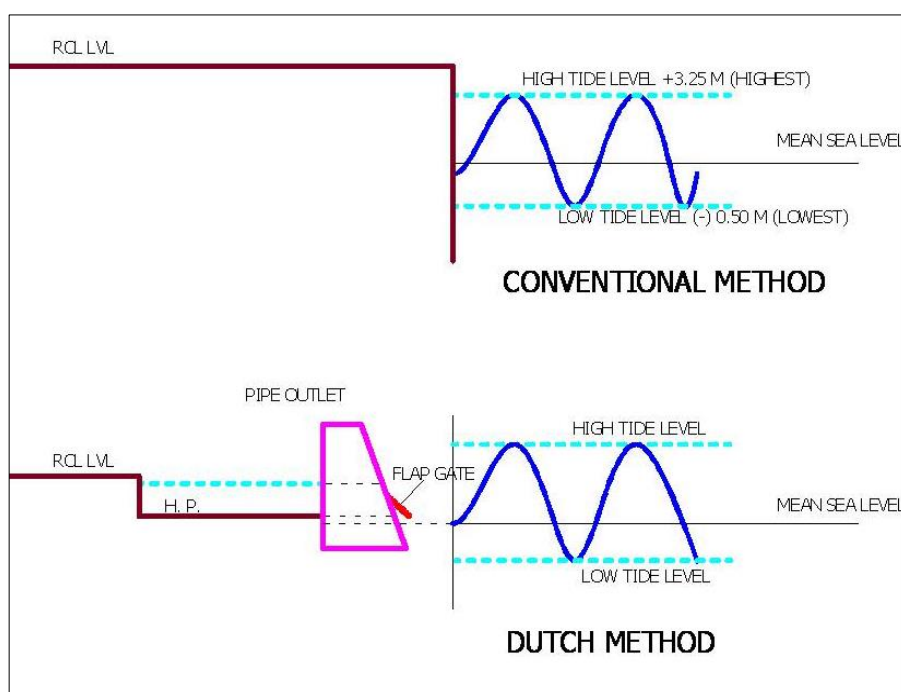 RCL LVL
HIGH TIDE LEVEL +3.25 M (HIGHEST)
MEAN SEA LEVEL
LOW TIDE LEVEL (-) 0.50 M (LOWEST)
CONVENTIONAL METHOD
PIPE OUTLET
HIGH TIDE LEVEL
RCL LVL
FLAP GATE
H. P.
MEAN SEA LEVEL
LOW TIDE LEVEL
DUTCH METHOD